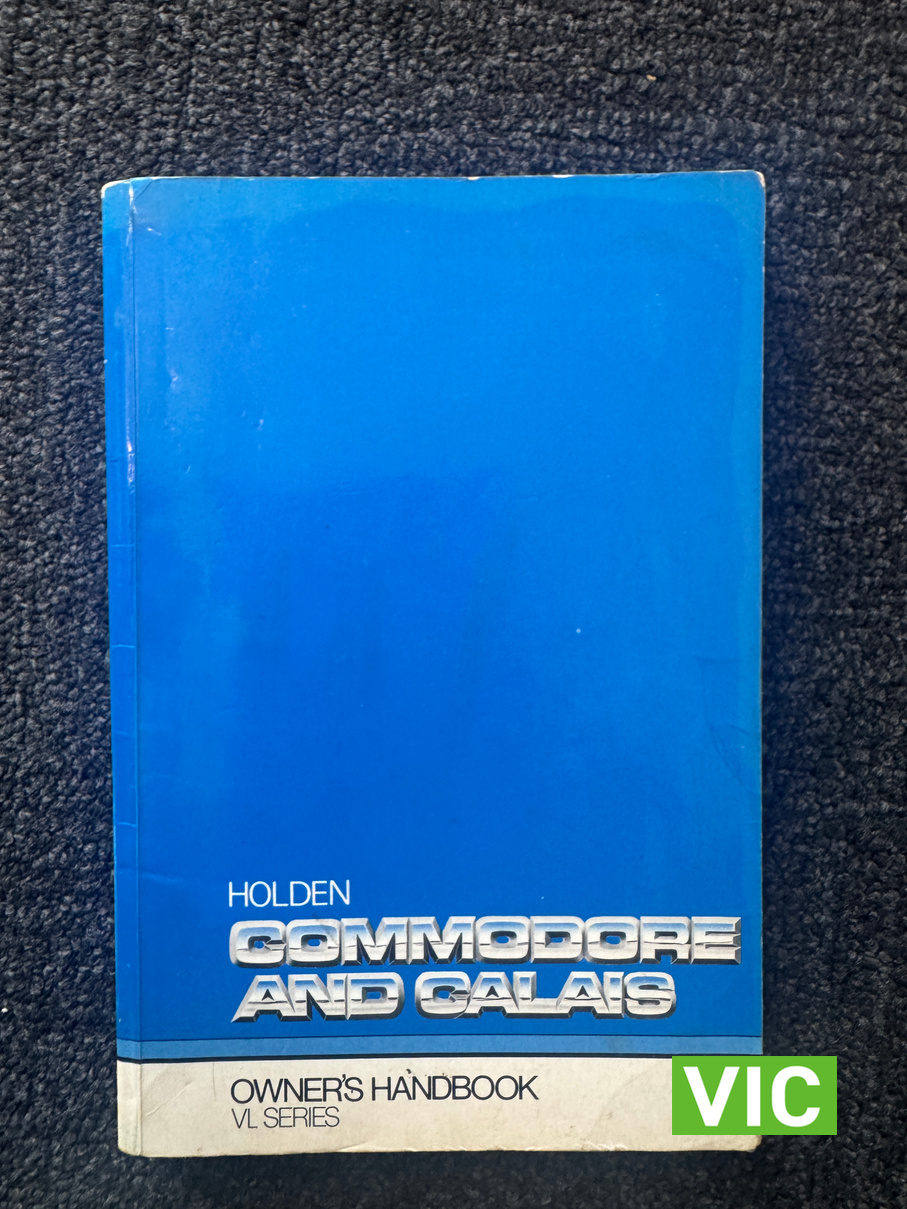 HOLDEN
COMMODORE
AND CALAIS
OWNER'S HANDBOOK
VL SERIES
VIC